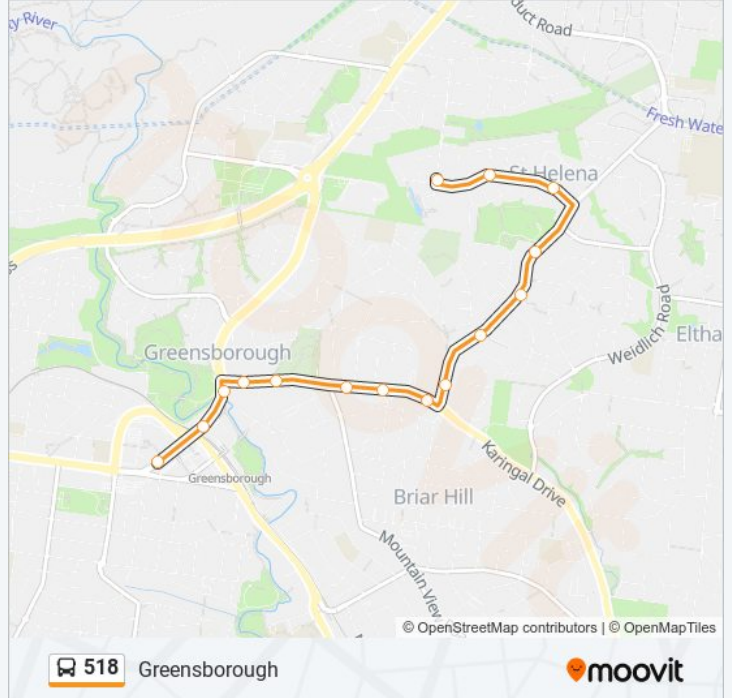 duct Road
ty River
Fresh Wate
St Helena
Weidlich Road
Eltha
Greensborough
Greensborough
Karingal Drive
Briar Hill
Mountain View
© OpenStreetMap contributors | © OpenMapTiles
518 Greensborough
moovit